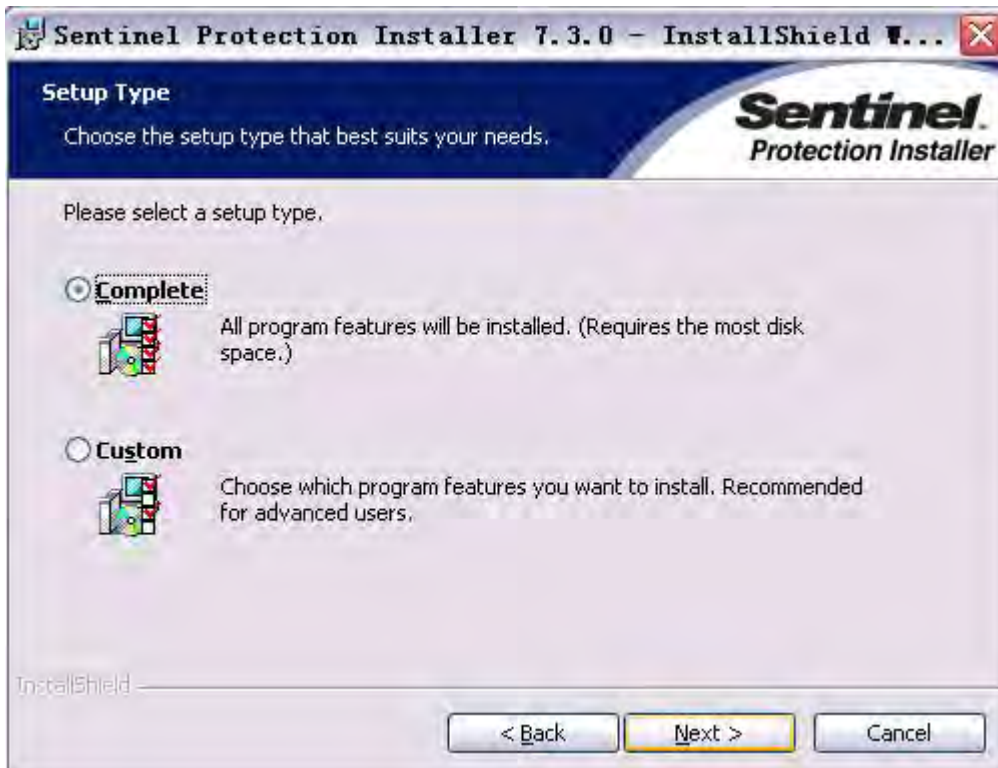 Sentinel Protection Installer 7.3.0 - InstallShield W...
Setup Type
Choose the setup type that best suits your needs.
Sentinel.
Protection Installer
Please select a setup type.
Complete
All program features will be installed. (Requires the most disk
space.)
Custom
Choose which program features you want to install. Recommended
for advanced users.
InstallShield
< Back
Next >
Cancel